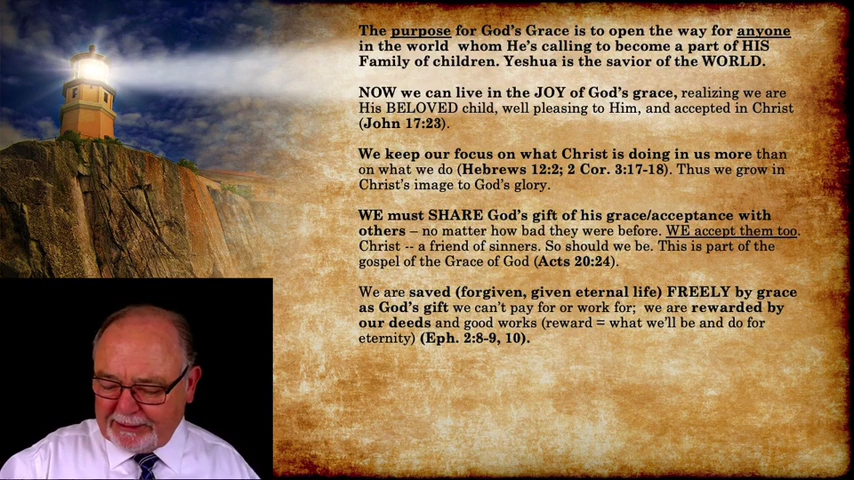 The purpose for God's Grace is to open the way for anyone
in the world whom He's calling to become a part of HIS
Family of children. Yeshua is the savior of the WORLD.
NOW we can live in the JOY of God's grace, realizing we are
His BELOVED child, well pleasing to Him, and accepted in Christ
(John 17:23).
We keep our focus on what Christ is doing in us more than
on what we do (Hebrews 12:2; 2 Cor. 3:17-18). Thus we grow in
Christ's image to God's glory.
WE must SHARE God's gift of his grace/acceptance with
others – no matter how bad they were before. WE accept them too.
Christ -- a friend of sinners. So should we be. This is part of the
gospel of the Grace of God (Acts 20:24).
We are saved (forgiven, given eternal life) FREELY by grace
as God's gift we can't pay for or work for; we are rewarded by
our deeds and good works (reward = what we'll be and do for
eternity) (Eph. 2:8-9, 10).